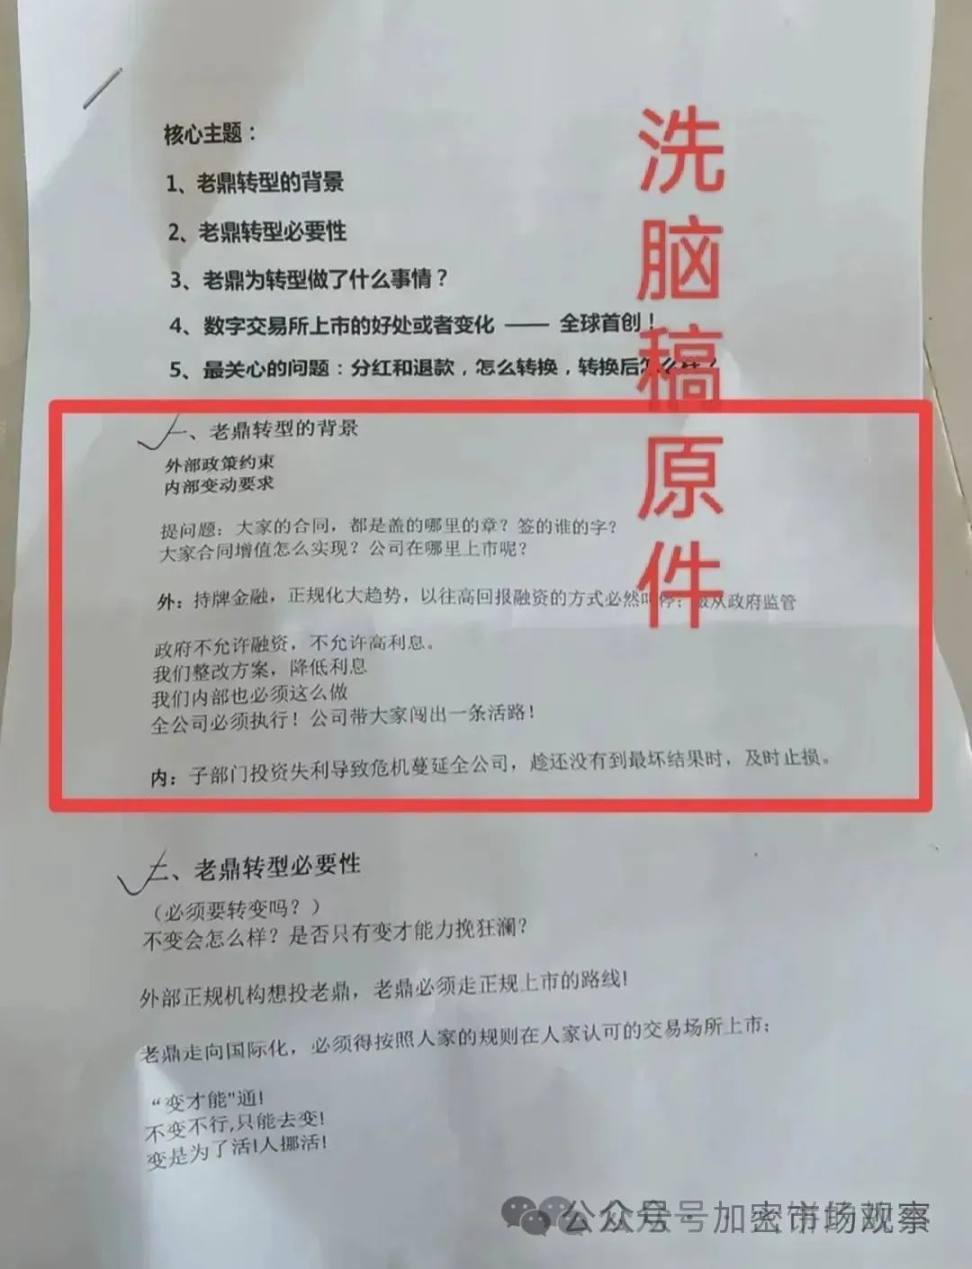 核心主题：
1、老鼎转型的背景
2、老鼎转型必要性
3、老鼎为转型做了什么事情？
4、数字交易所上市的好处或者变化 —— 全球首创！
5、最关心的问题：分红和退款，怎么转换，转换后怎么样？
洗脑稿原件
一、老鼎转型的背景
外部政策约束
内部变动要求
提问题：大家的合同，都是盖的哪里的章？签的谁的字？
大家合同增值怎么实现？公司在哪里上市呢？
外：持牌金融，正规化大趋势，以往高回报融资的方式必然叫停：服从政府监管
政府不允许融资，不允许高利息。
我们整改方案，降低利息
我们内部也必须这么做
全公司必须执行！公司带大家闯出一条活路！
内：子部门投资失利导致危机蔓延全公司，趁还没有到最坏结果时，及时止损。
二、老鼎转型必要性
（必须要转变吗？）
不变会怎么样？是否只有变才能力挽狂澜？
外部正规机构想投老鼎，老鼎必须走正规上市的路线！
老鼎走向国际化，必须得按照人家的规则在人家认可的交易场所上市；
“变才能”通！
不变不行,只能去变！
变是为了活！人挪活！
公众号 加密市场观察